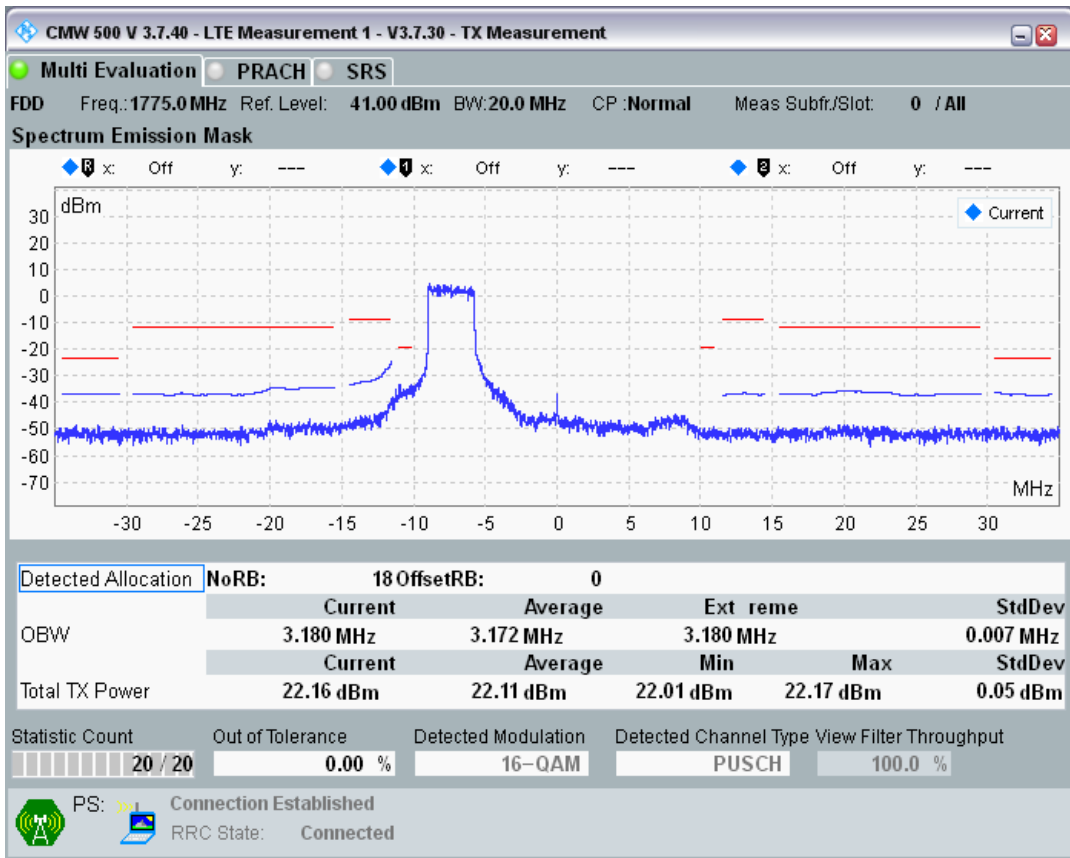 CMW 500 V 3.7.40 - LTE Measurement 1 - V3.7.30 - TX Measurement
Multi Evaluation PRACH SRS
FDD Freq.: 1775.0 MHz Ref. Level: 41.00 dBm BW: 20.0 MHz CP : Normal Meas Subfr./Slot: 0 / All
Spectrum Emission Mask
R x: Off y: --- 1 x: Off y: --- 2 x: Off y: ---
dBm
Current
30
20
10
0
-10
-20
-30
-40
-50
-60
-70
MHz
-30 -25 -20 -15 -10 -5 0 5 10 15 20 25 30
Detected Allocation NoRB: 18 OffsetRB: 0
Current Average Ext reme StdDev
OBW 3.180 MHz 3.172 MHz 3.180 MHz 0.007 MHz
Current Average Min Max StdDev
Total TX Power 22.16 dBm 22.11 dBm 22.01 dBm 22.17 dBm 0.05 dBm
Statistic Count Out of Tolerance Detected Modulation Detected Channel Type View Filter Throughput
20 / 20 0.00 % 16-QAM PUSCH 100.0 %
PS: Connection Established
RRC State: Connected